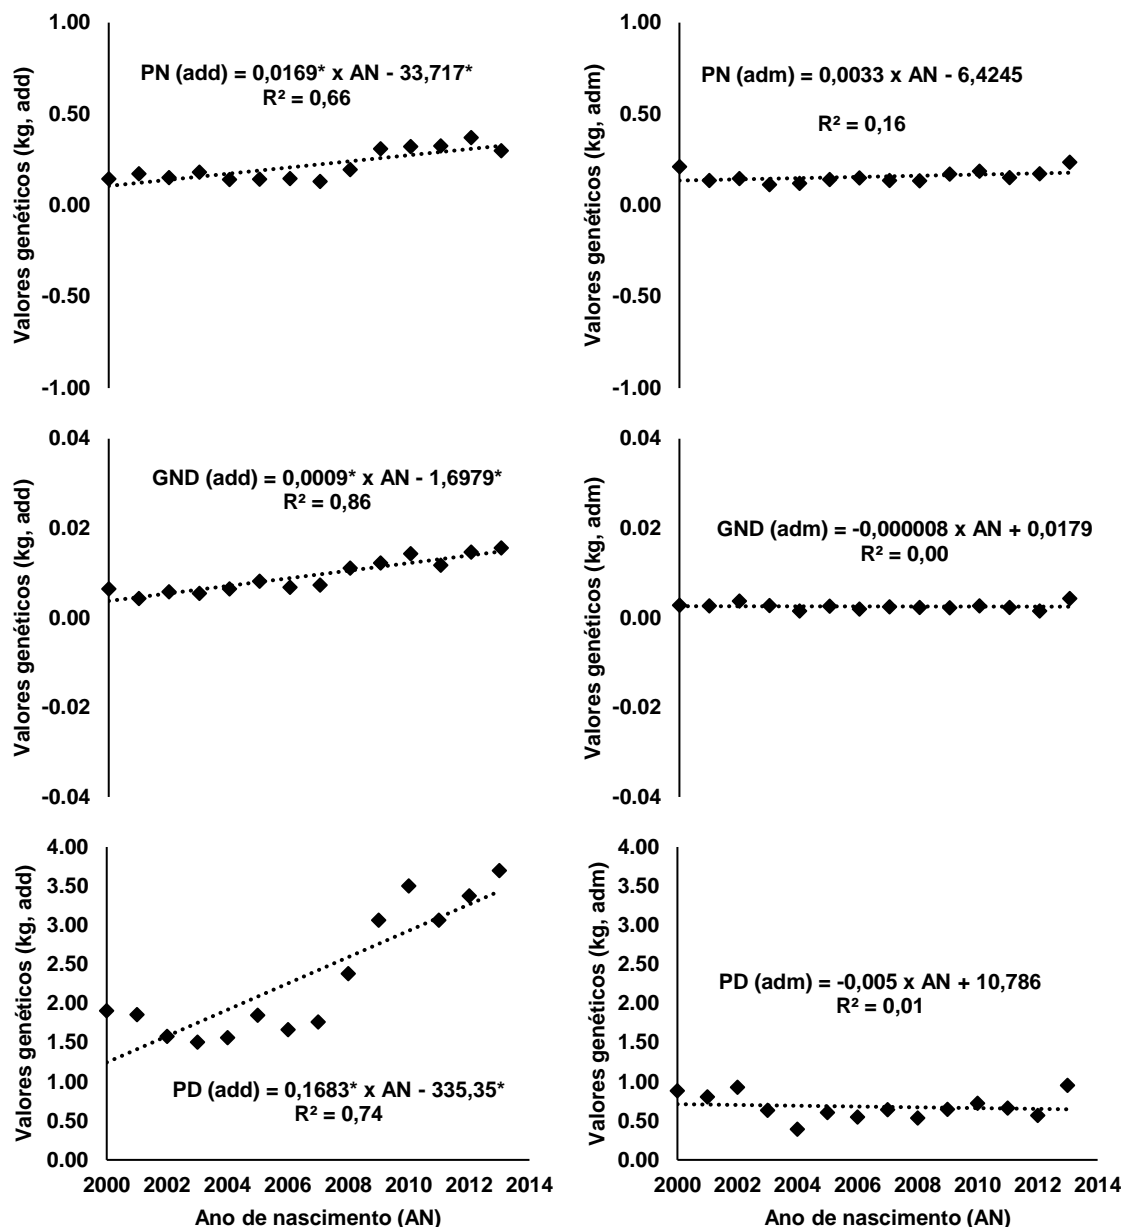 1.00
0.50
0.00
-0.50
-1.00
Valores genéticos (kg, add)
PN (add) = 0,0169* x AN - 33,717*
R² = 0,66
1.00
0.50
0.00
-0.50
-1.00
Valores genéticos (kg, adm)
PN (adm) = 0,0033 x AN - 6,4245
R² = 0,16
0.04
0.02
0.00
-0.02
-0.04
Valores genéticos (kg, add)
GND (add) = 0,0009* x AN - 1,6979*
R² = 0,86
0.04
0.02
0.00
-0.02
-0.04
Valores genéticos (kg, adm)
GND (adm) = -0,000008 x AN + 0,0179
R² = 0,00
4.00
3.50
3.00
2.50
2.00
1.50
1.00
0.50
0.00
Valores genéticos (kg, add)
PD (add) = 0,1683* x AN - 335,35*
R² = 0,74
2000 2002 2004 2006 2008 2010 2012 2014
Ano de nascimento (AN)
4.00
3.50
3.00
2.50
2.00
1.50
1.00
0.50
0.00
Valores genéticos (kg, adm)
PD (adm) = -0,005 x AN + 10,786
R² = 0,01
2000 2002 2004 2006 2008 2010 2012 2014
Ano de nascimento (AN)